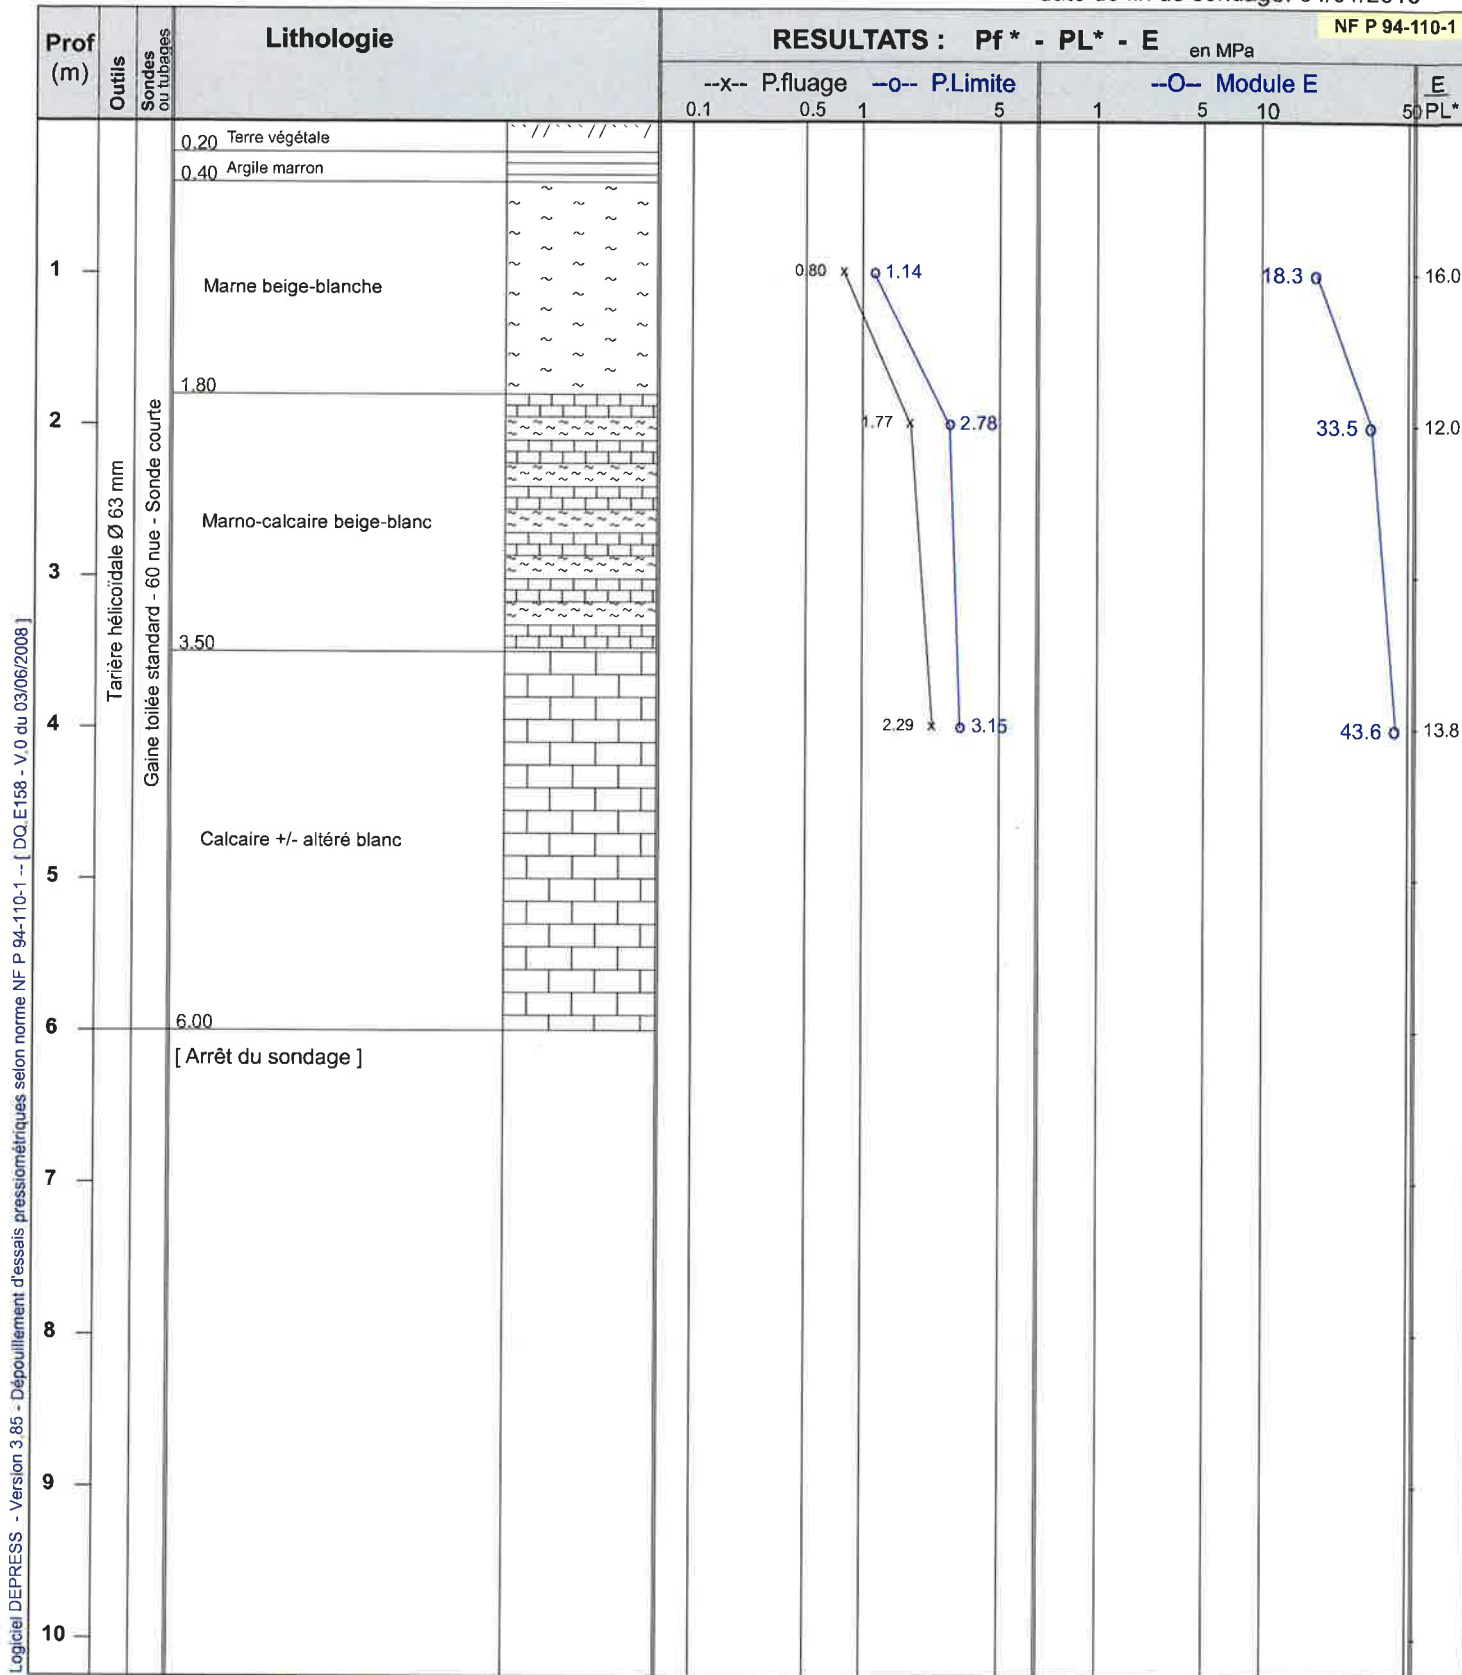 NF P 94-110-1
Prof
(m)
Outils
Sondes
ou tubages
Lithologie
RESULTATS : Pf * - PL* - E en MPa
--x-- P.fluage --o-- P.Limite
--O-- Module E
E
PL*
0.1 0.5 1 5 1 5 10 50
0.20 Terre végétale
0.40 Argile marron
1
Marne beige-blanche
0.80 1.14 18.3 16.0
1.80
2
1.77 2.78 33.5 12.0
Marno-calcaire beige-blanc
3
3.50
4
2.29 3.15 43.6 13.8
Calcaire +/- altéré blanc
5
6
6.00
[ Arrêt du sondage ]
7
8
9
10
Tarière hélicoïdale Ø 63 mm
Gaine toilée standard - 60 nue - Sonde courte
Logiciel DEPRESS - Version 3.85 - Dépouillement d'essais pressiométriques selon norme NF P 94-110-1 -- [ DQ.E158 - V.0 du 03/06/2008 ]